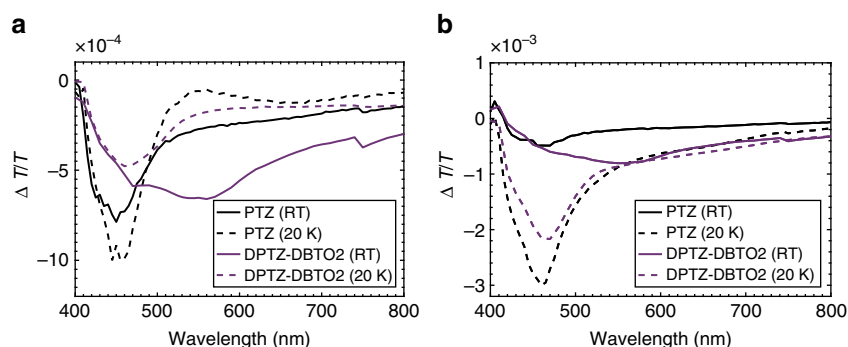 a
×10⁻⁴
0
−5
−10
Δ T/T
400 500 600 700 800
Wavelength (nm)
PTZ (RT)
PTZ (20 K)
DPTZ-DBTO2 (RT)
DPTZ-DBTO2 (20 K)
b
×10⁻³
1
0
−1
−2
−3
Δ T/T
400 500 600 700 800
Wavelength (nm)
PTZ (RT)
PTZ (20 K)
DPTZ-DBTO2 (RT)
DPTZ-DBTO2 (20 K)